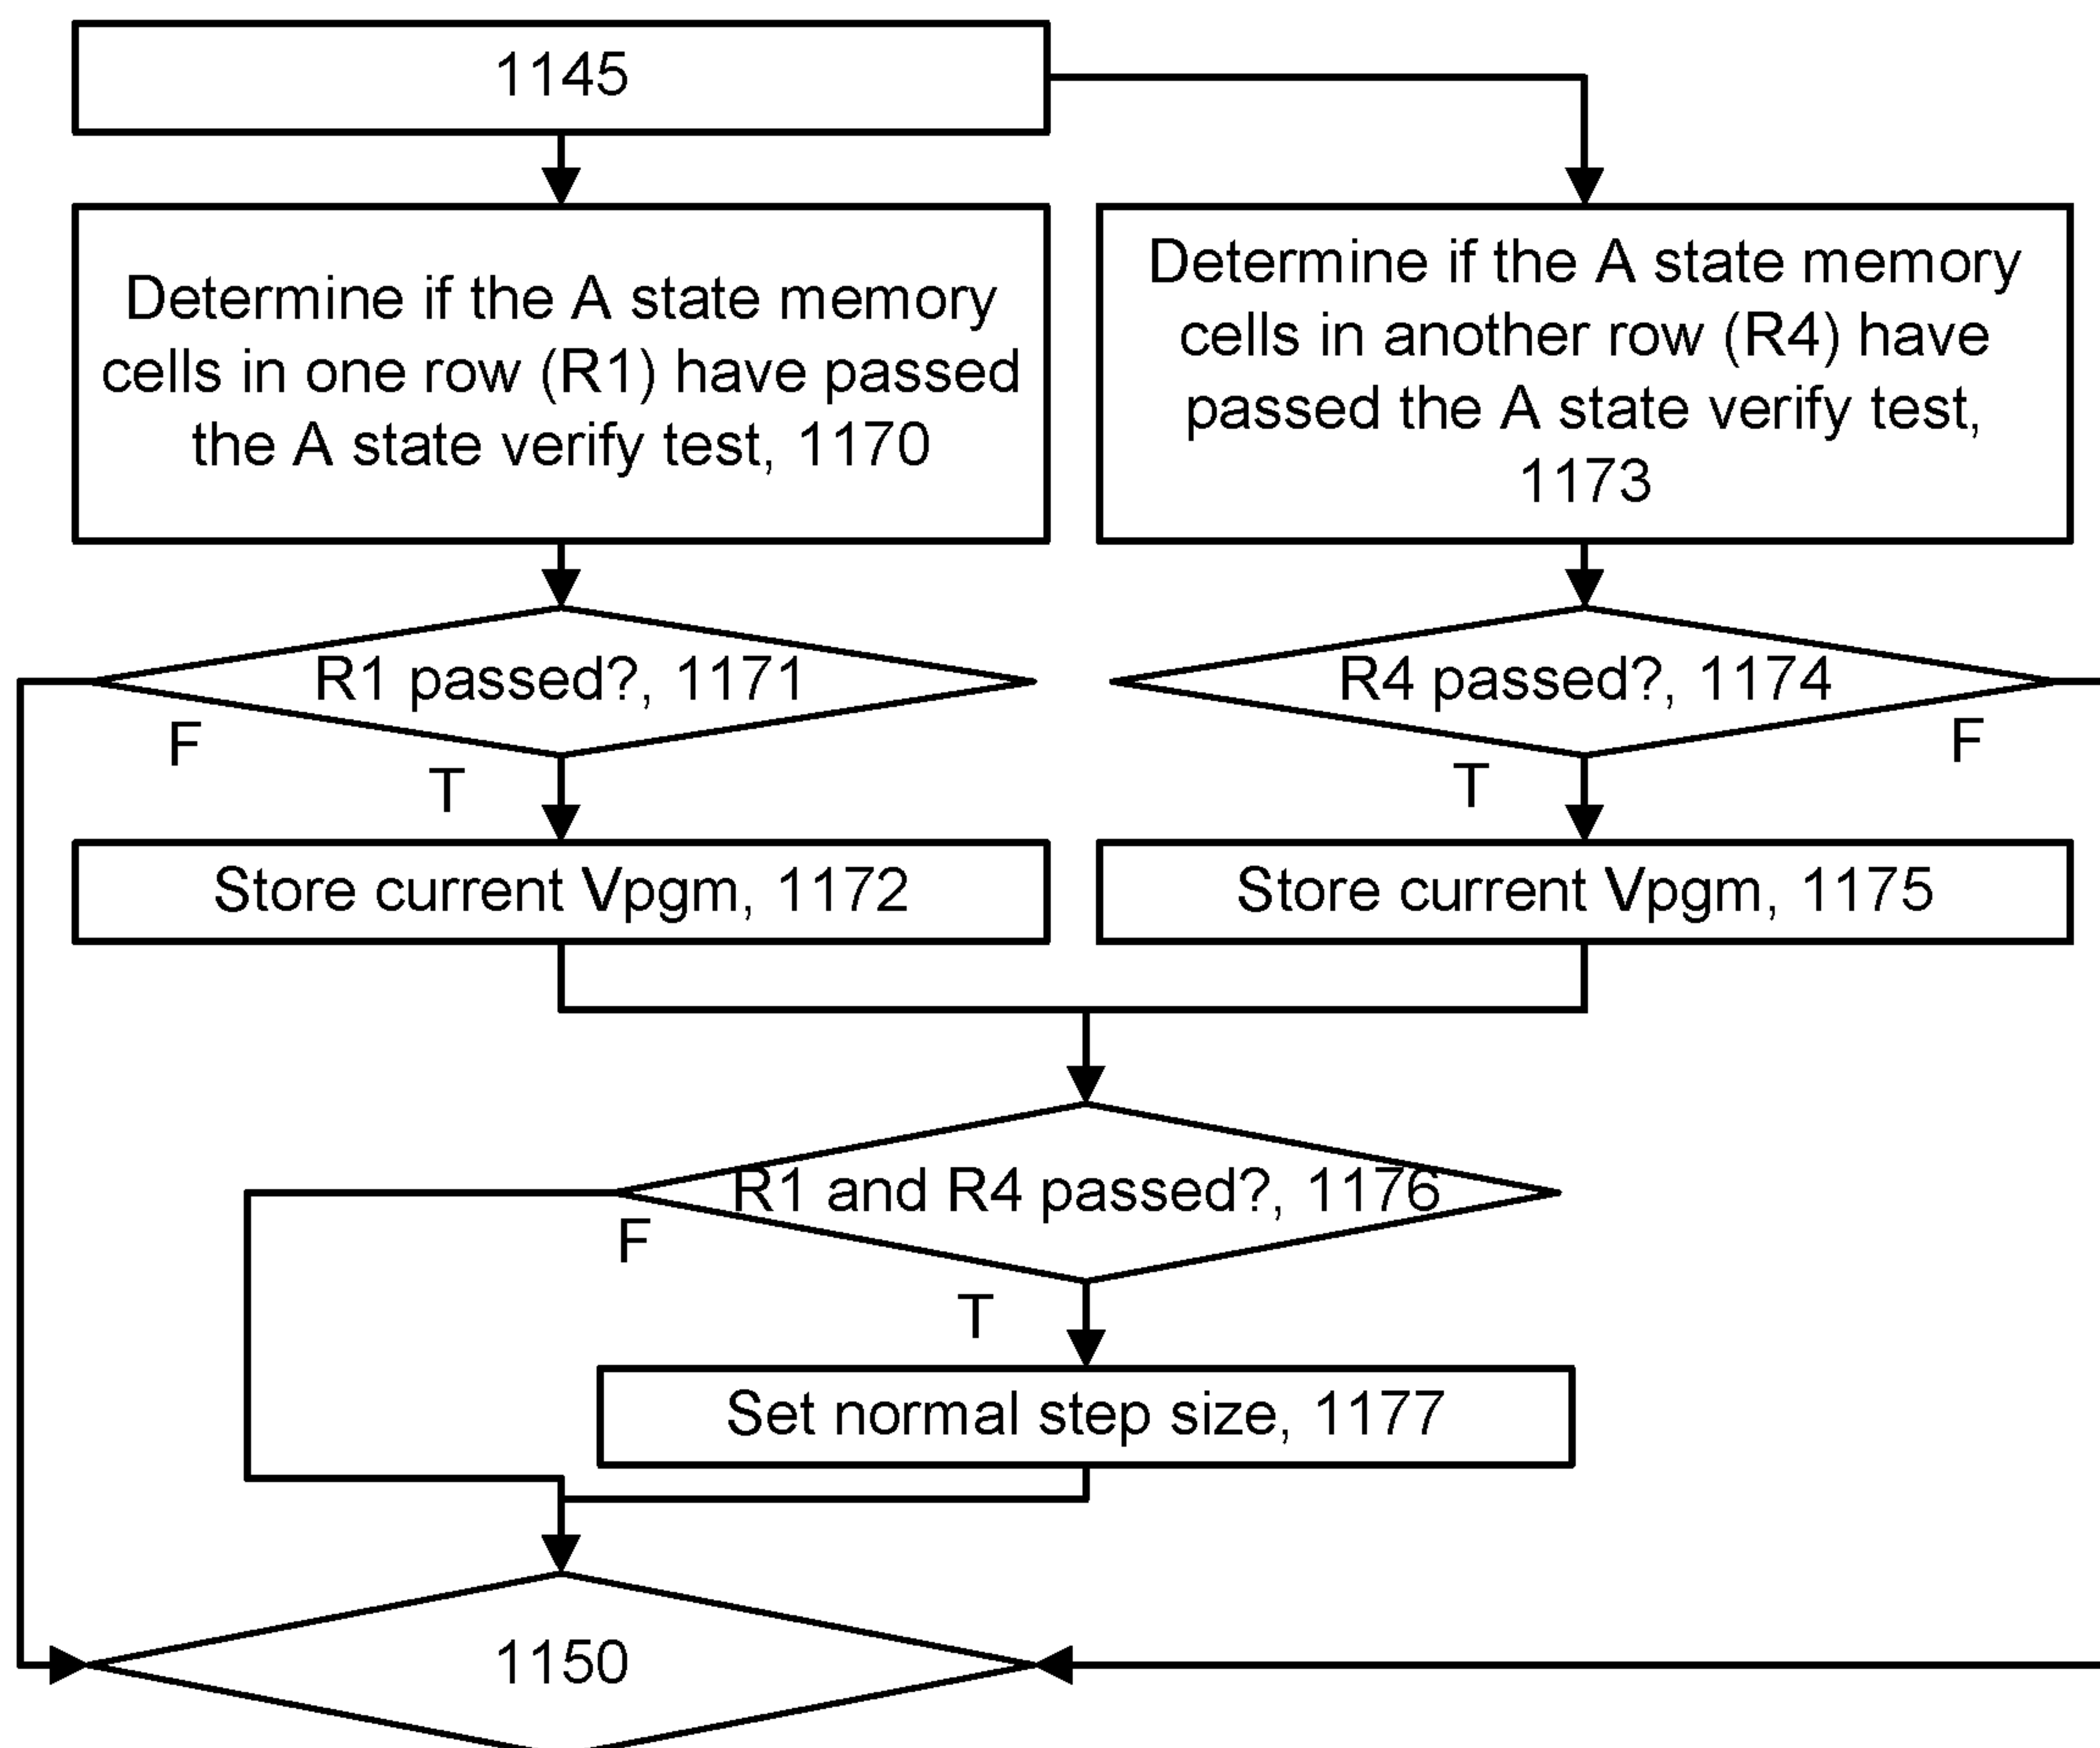 1145
Determine if the A state memory
cells in one row (R1) have passed
the A state verify test, 1170
Determine if the A state memory
cells in another row (R4) have
passed the A state verify test,
1173
R1 passed?, 1171
F
T
R4 passed?, 1174
T
F
Store current Vpgm, 1172
Store current Vpgm, 1175
R1 and R4 passed?, 1176
F
T
Set normal step size, 1177
1150